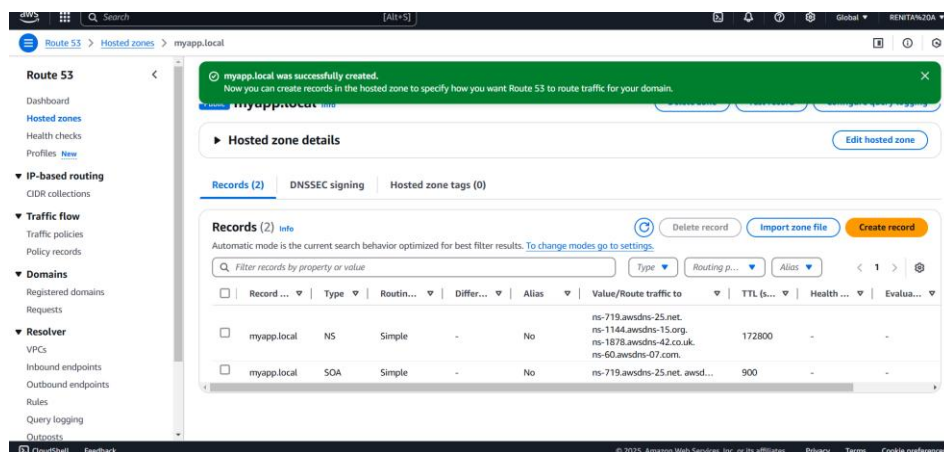 aws
Search
[Alt+S]
Global
RENITA%20A
Route 53 > Hosted zones > myapp.local
Route 53
Dashboard
Hosted zones
Health checks
Profiles New
IP-based routing
CIDR collections
Traffic flow
Traffic policies
Policy records
Domains
Registered domains
Requests
Resolver
VPCs
Inbound endpoints
Outbound endpoints
Rules
Query logging
Outposts
myapp.local was successfully created.
Now you can create records in the hosted zone to specify how you want Route 53 to route traffic for your domain.
myapp.local Info
Hosted zone details
Edit hosted zone
Records (2) DNSSEC signing Hosted zone tags (0)
Records (2) Info
Delete record Import zone file Create record
Automatic mode is the current search behavior optimized for best filter results. To change modes go to settings.
Filter records by property or value
Type Routing p... Alias
1
Record ... Type Routin... Differ... Alias Value/Route traffic to TTL (s... Health ... Evalua...
ns-719.awsdns-25.net.
ns-1144.awsdns-15.org.
myapp.local NS Simple - No ns-1878.awsdns-42.co.uk. 172800 - -
ns-60.awsdns-07.com.
myapp.local SOA Simple - No ns-719.awsdns-25.net. awsd... 900 - -
CloudShell Feedback © 2025, Amazon Web Services, Inc. or its affiliates. Privacy Terms Cookie preferences